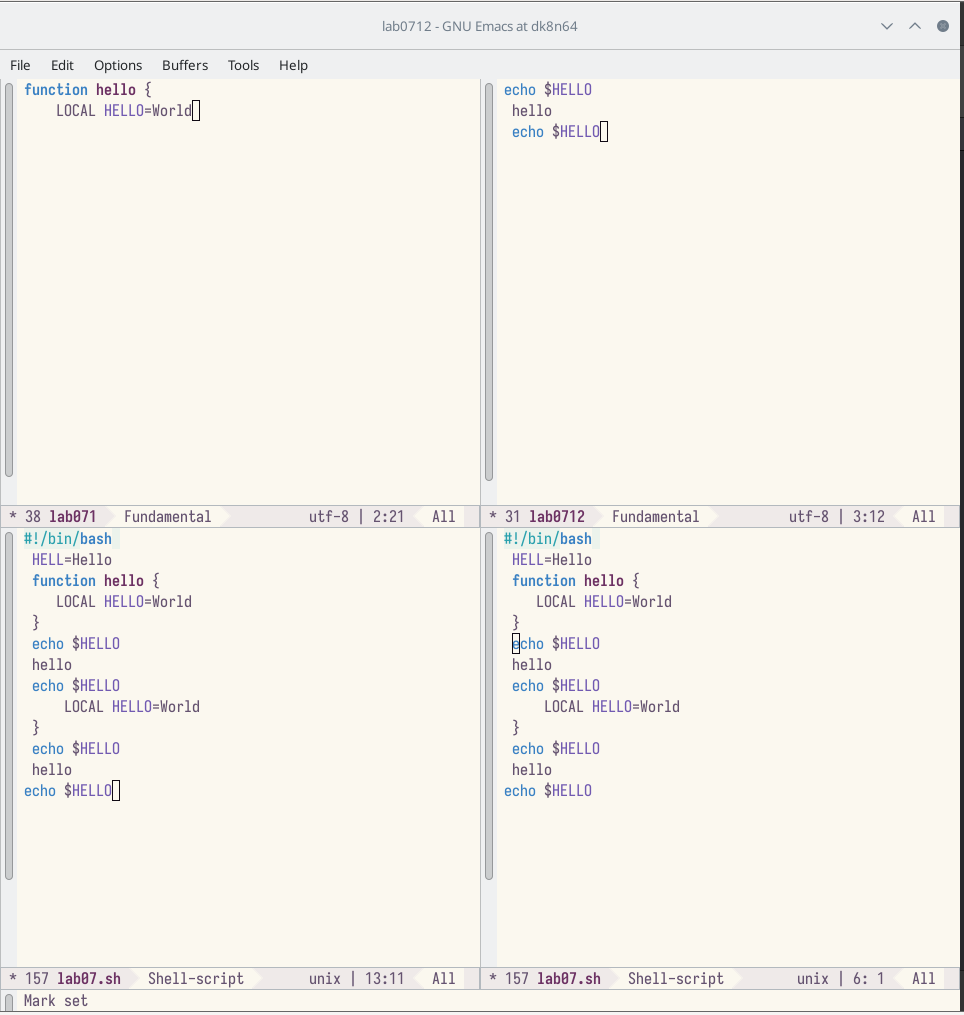 lab0712 - GNU Emacs at dk8n64
File Edit Options Buffers Tools Help
function hello {
    LOCAL HELLO=World
* 38 lab071 Fundamental utf-8 | 2:21 All
echo $HELLO
 hello
 echo $HELLO
* 31 lab0712 Fundamental utf-8 | 3:12 All
#!/bin/bash
 HELL=Hello
 function hello {
    LOCAL HELLO=World
 }
 echo $HELLO
 hello
 echo $HELLO
     LOCAL HELLO=World
 }
 echo $HELLO
 hello
echo $HELLO
* 157 lab07.sh Shell-script unix | 13:11 All
#!/bin/bash
 HELL=Hello
 function hello {
    LOCAL HELLO=World
 }
 echo $HELLO
 hello
 echo $HELLO
     LOCAL HELLO=World
 }
 echo $HELLO
 hello
echo $HELLO
* 157 lab07.sh Shell-script unix | 6: 1 All
Mark set